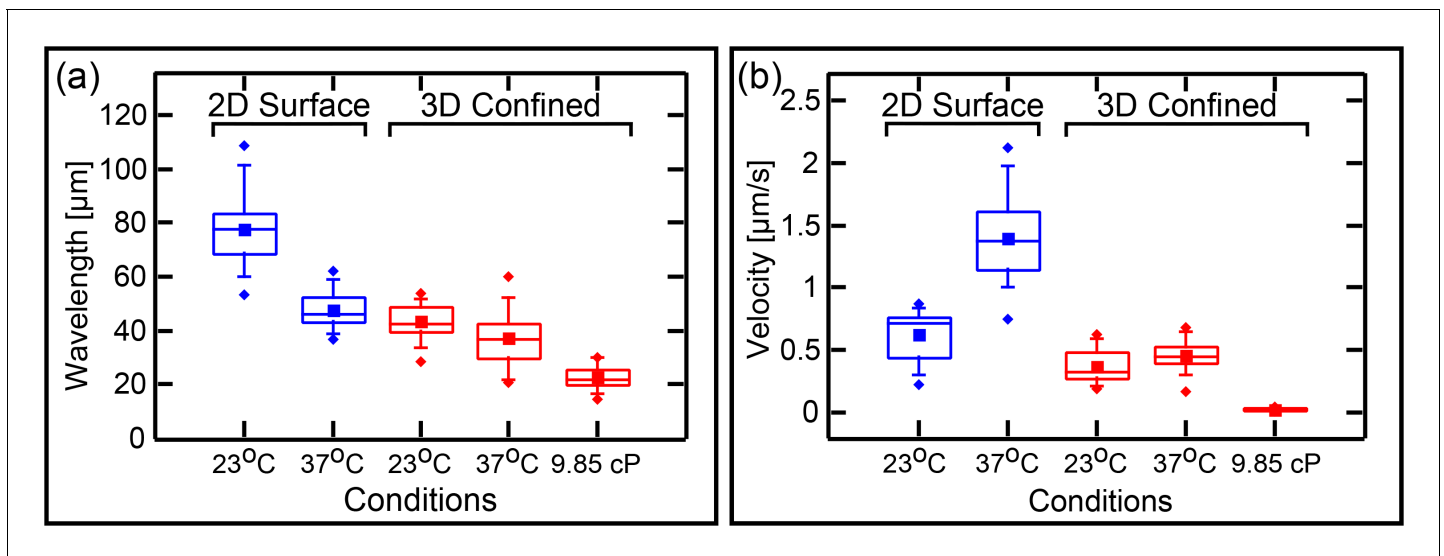 (a)
2D Surface 3D Confined
120
100
80
60
40
20
0
Wavelength [µm]
23°C 37°C 23°C 37°C 9.85 cP
Conditions
(b)
2D Surface 3D Confined
2.5
2
1.5
1
0.5
0
Velocity [µm/s]
23°C 37°C 23°C 37°C 9.85 cP
Conditions